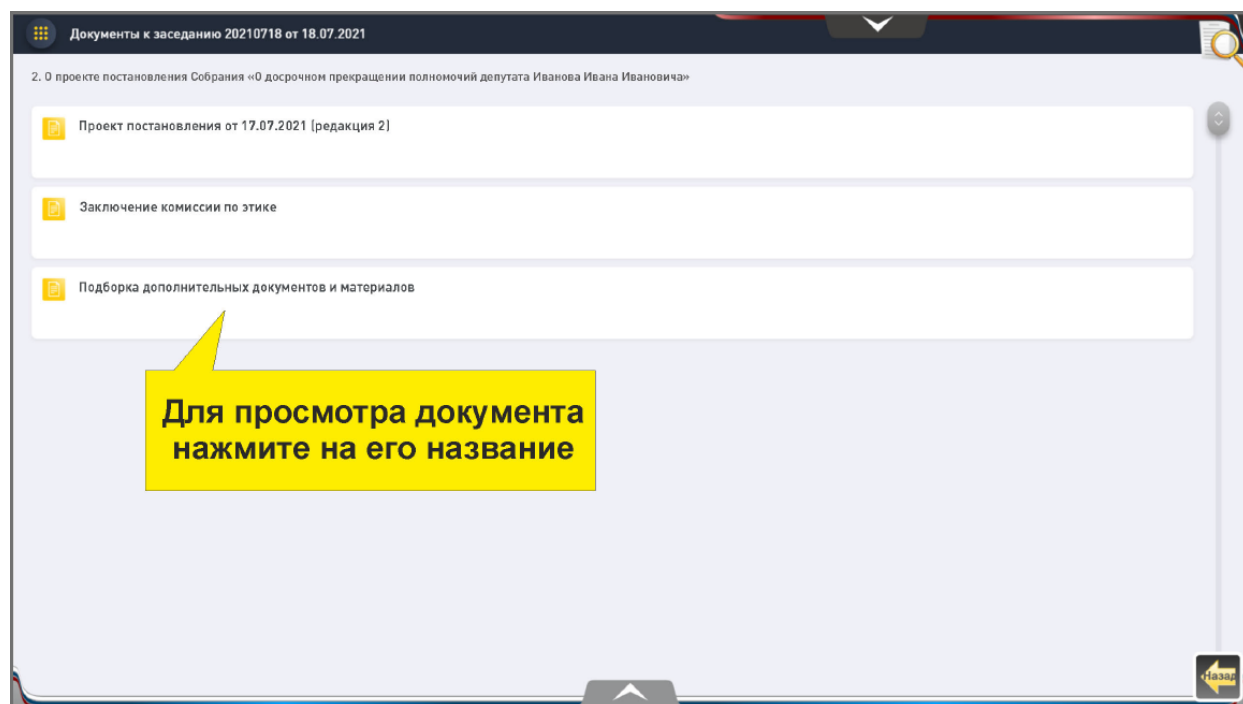 Документы к заседанию 20210718 от 18.07.2021
2. О проекте постановления Собрания «О досрочном прекращении полномочий депутата Иванова Ивана Ивановича»
Проект постановления от 17.07.2021 (редакция 2)
Заключение комиссии по этике
Подборка дополнительных документов и материалов
Для просмотра документа
нажмите на его название
Назад